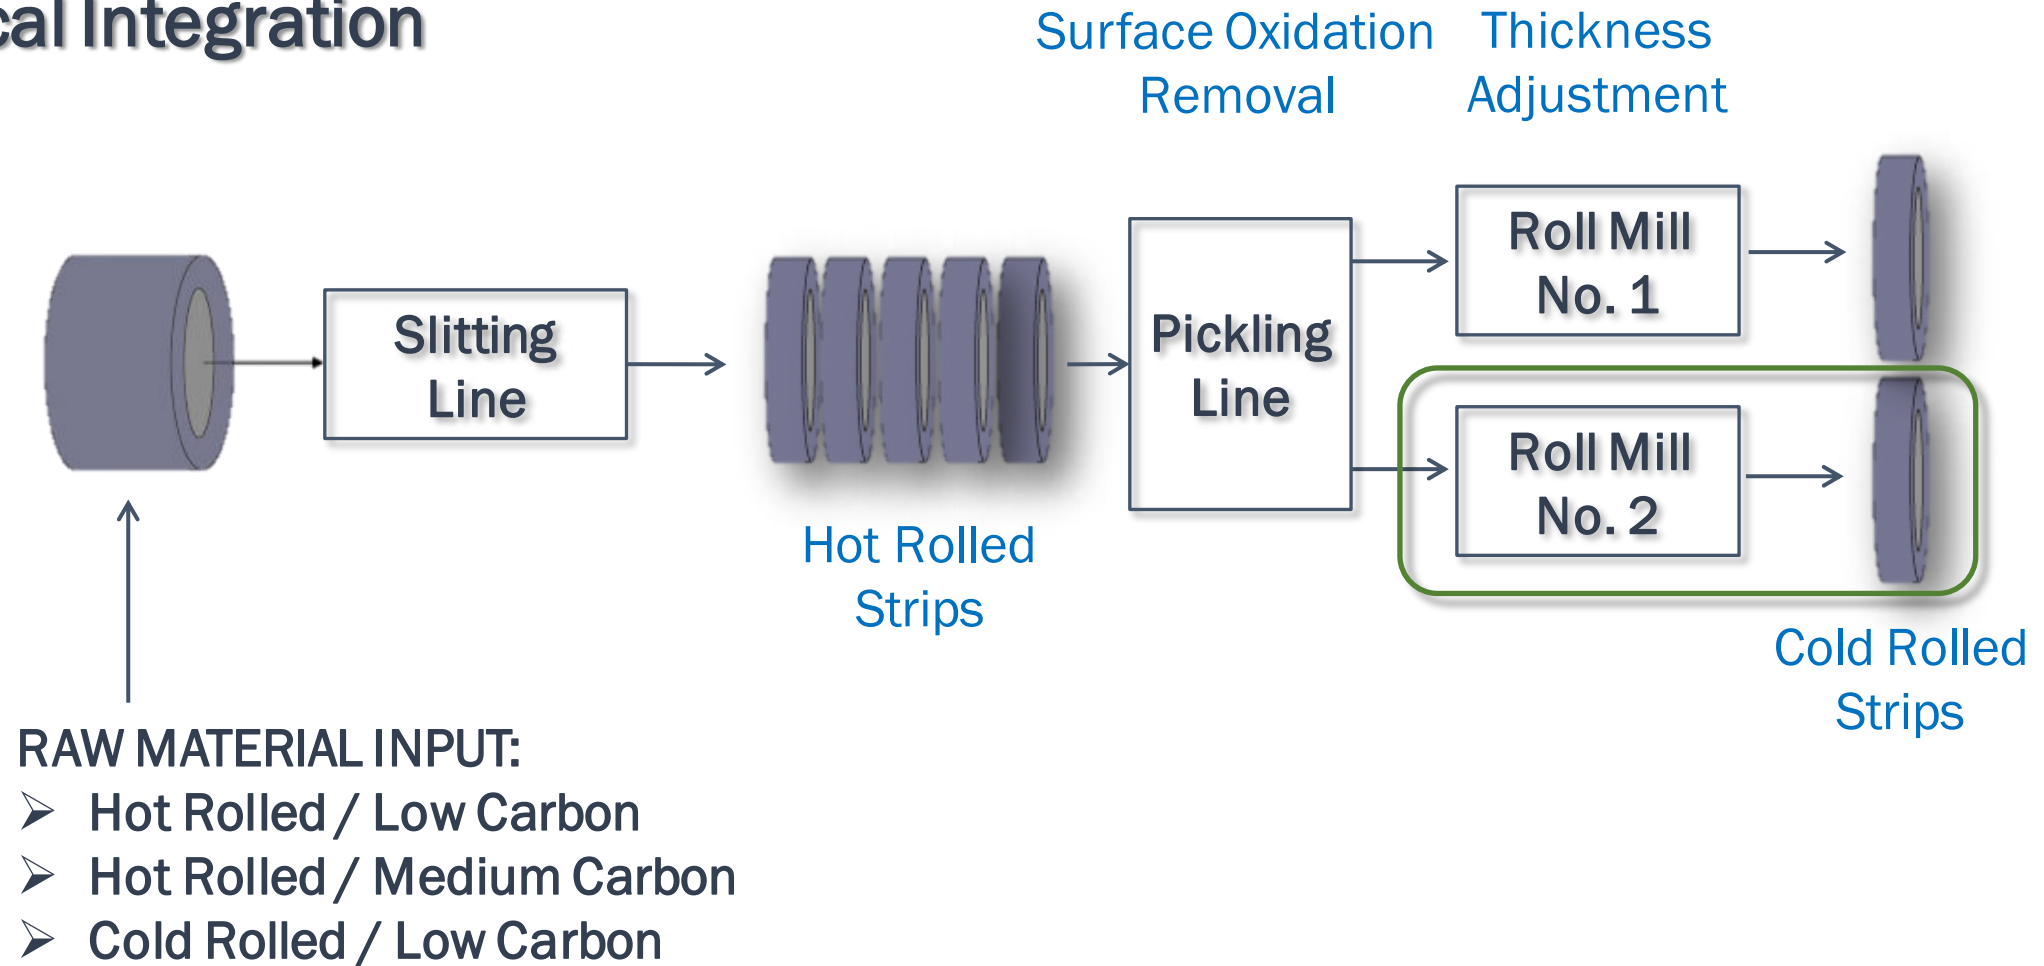 Integration
Surface Oxidation
Removal
Thickness
Adjustment
Slitting
Line
Hot Rolled
Strips
Pickling
Line
Roll Mill
No. 1
Roll Mill
No. 2
Cold Rolled
Strips
RAW MATERIAL INPUT:
➢ Hot Rolled / Low Carbon
➢ Hot Rolled / Medium Carbon
➢ Cold Rolled / Low Carbon